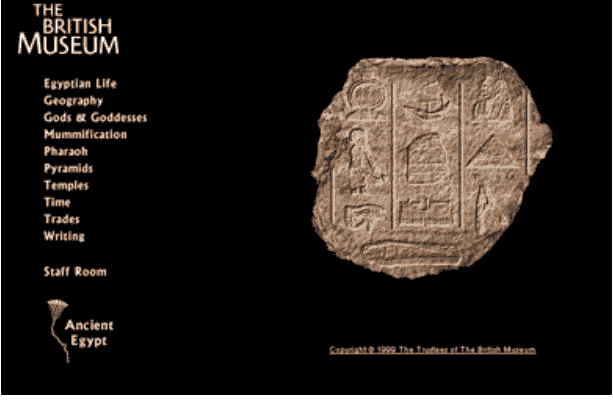 THE
BRITISH
MUSEUM
Egyptian Life
Geography
Gods & Goddesses
Mummification
Pharaoh
Pyramids
Temples
Time
Trades
Writing
Staff Room
Ancient
Egypt
Copyright © 1999 The Trustees of The British Museum